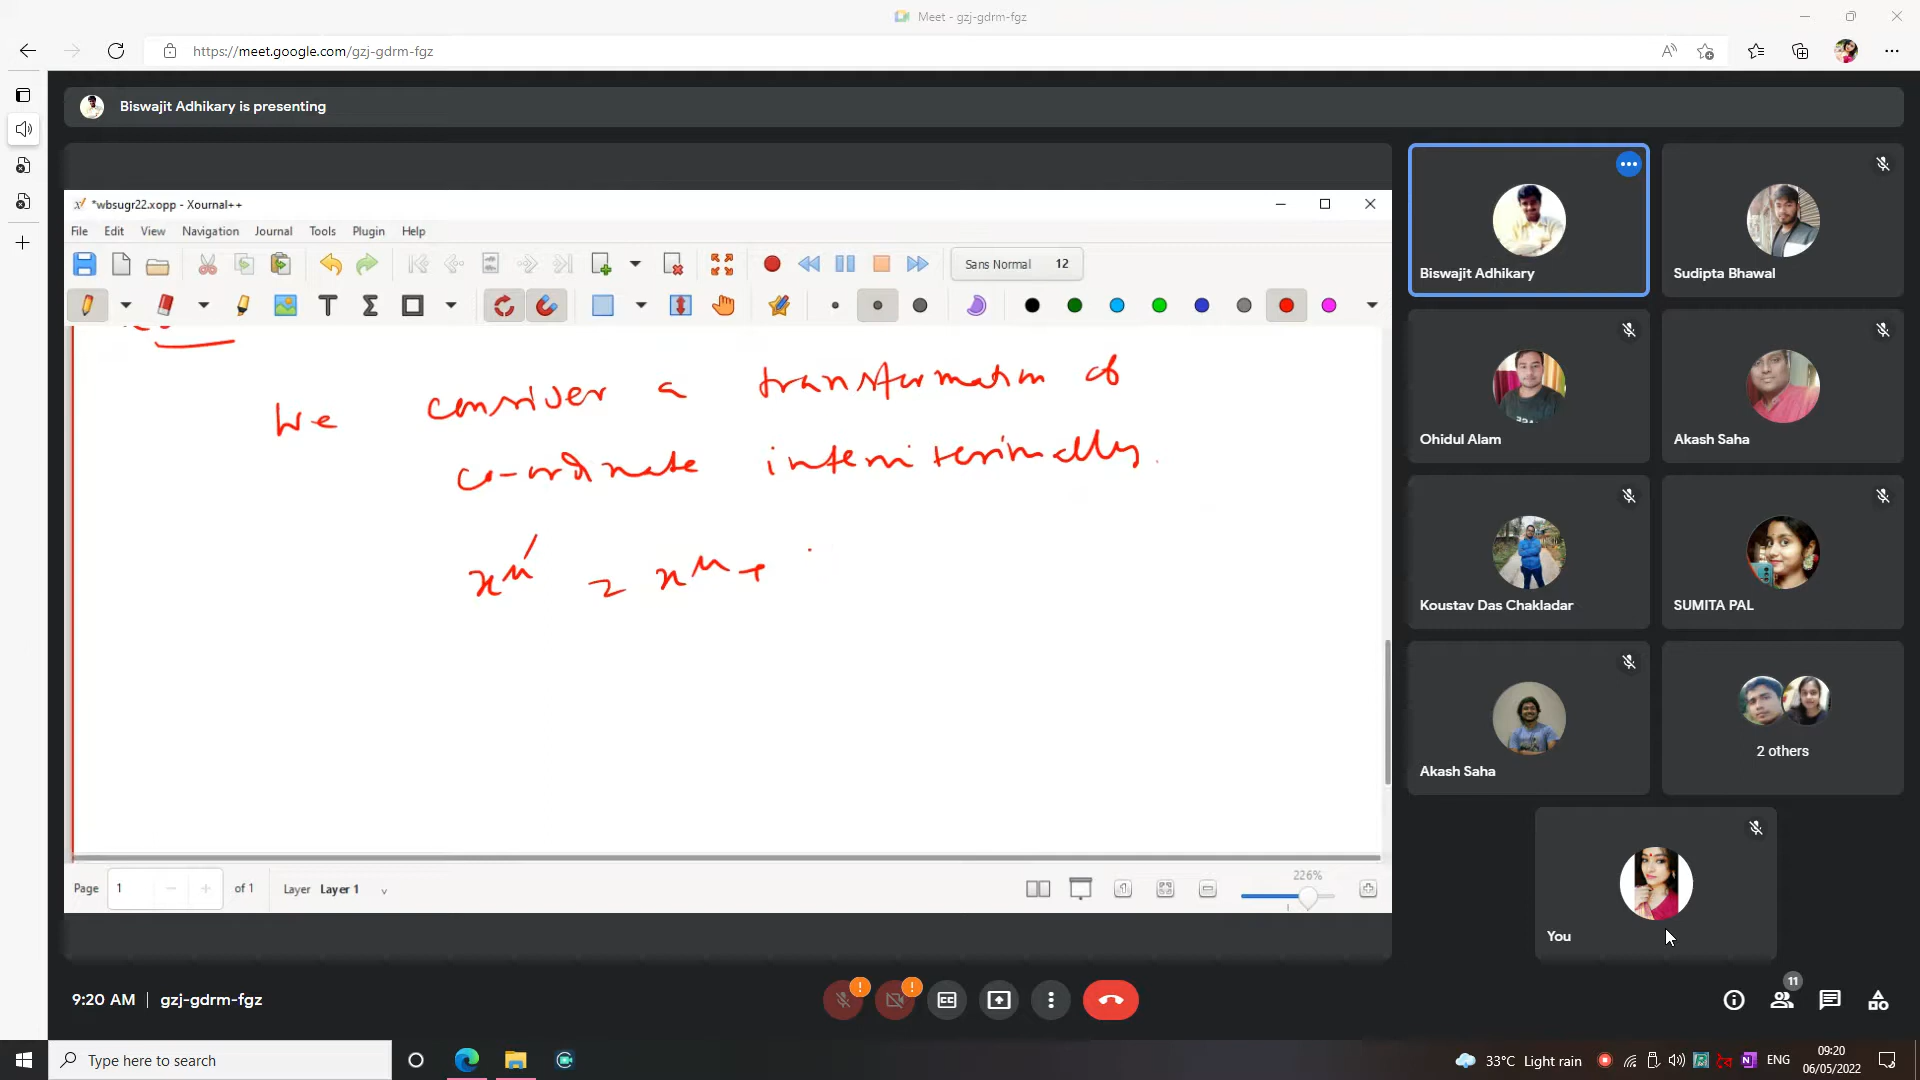 Meet - gzj-gdrm-fgz
https://meet.google.com/gzj-gdrm-fgz
Biswajit Adhikary is presenting
*wbsugr22.xopp - Xournal++
File Edit View Navigation Journal Tools Plugin Help
Sans Normal 12
We consider a transformation of
co-ordinate infinitesimally.
x^μ' = x^μ +
Page 1 of 1 Layer Layer 1
226%
Biswajit Adhikary
Sudipta Bhawal
Ohidul Alam
Akash Saha
Koustav Das Chakladar
SUMITA PAL
Akash Saha
2 others
You
9:20 AM | gzj-gdrm-fgz
11
Type here to search
33°C Light rain
ENG
09:20
06/05/2022